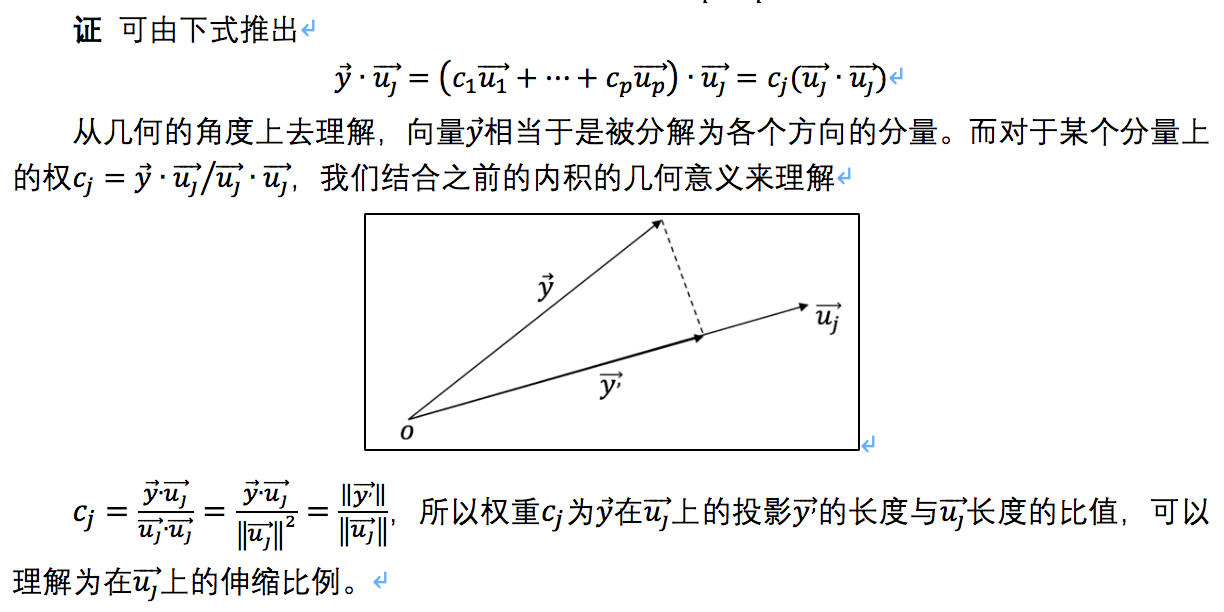 证 可由下式推出↵
$\vec{y} \cdot \overrightarrow{u_j} = (c_1\overrightarrow{u_1} + \cdots + c_p\overrightarrow{u_p}) \cdot \overrightarrow{u_j} = c_j(\overrightarrow{u_j} \cdot \overrightarrow{u_j})$↵
从几何的角度上去理解，向量$\vec{y}$相当于是被分解为各个方向的分量。而对于某个分量上
的权$c_j = \vec{y} \cdot \overrightarrow{u_j} / \overrightarrow{u_j} \cdot \overrightarrow{u_j}$，我们结合之前的内积的几何意义来理解↵
$\vec{y}$
$\overrightarrow{u_j}$
$\overrightarrow{y'}$
O
↵
$c_j = \frac{\vec{y} \cdot \overrightarrow{u_j}}{\overrightarrow{u_j} \cdot \overrightarrow{u_j}} = \frac{\vec{y} \cdot \overrightarrow{u_j}}{\|\overrightarrow{u_j}\|^2} = \frac{\|\overrightarrow{y'}\|}{\|\overrightarrow{u_j}\|}$，所以权重$c_j$为$\vec{y}$在$\overrightarrow{u_j}$上的投影$\overrightarrow{y'}$的长度与$\overrightarrow{u_j}$长度的比值，可以
理解为在$\overrightarrow{u_j}$上的伸缩比例。↵